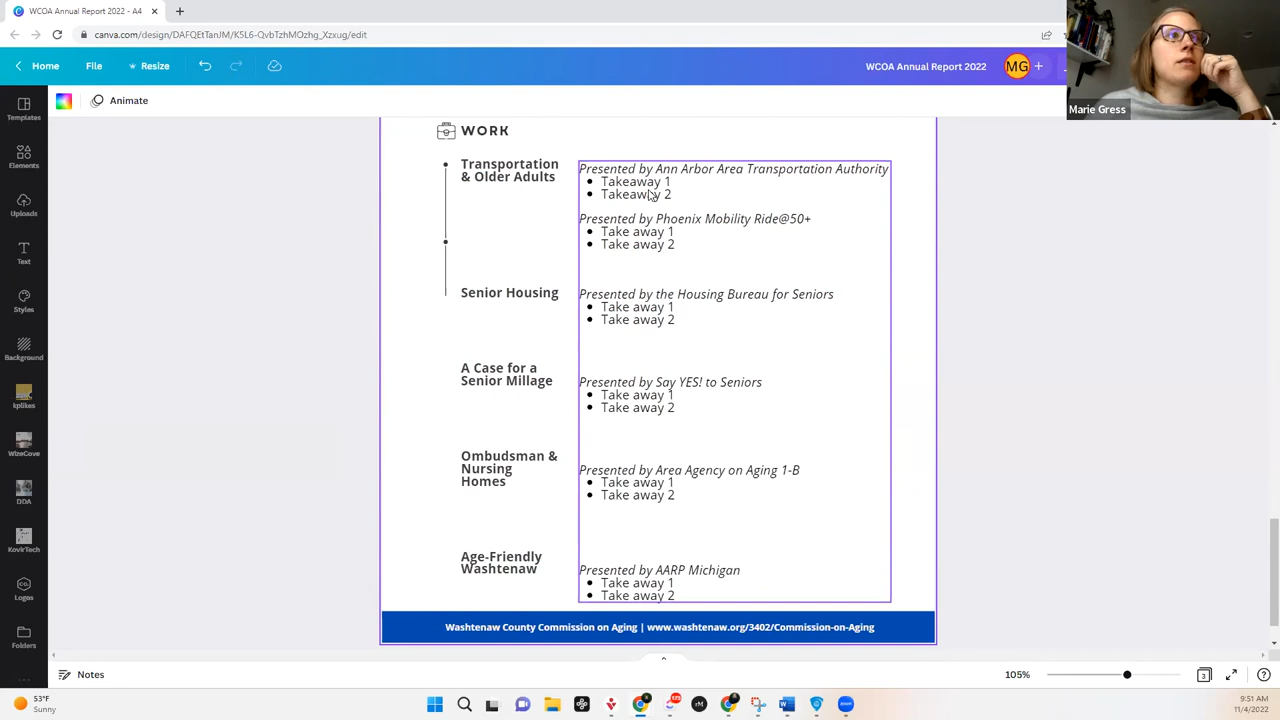 WCOA Annual Report 2022 - A4
canva.com/design/DAFQEtTanJM/K5L6-QvbTzhMOzhg_Xzxug/edit
Home
File
Resize
WCOA Annual Report 2022
MG
Marie Gress
Animate
Templates
Elements
Uploads
Text
Styles
Background
kplikes
WizeCove
DDA
KovirTech
Logos
Folders
WORK
Transportation
& Older Adults
Presented by Ann Arbor Area Transportation Authority
Takeaway 1
Takeaway 2
Presented by Phoenix Mobility Ride@50+
Take away 1
Take away 2
Senior Housing
Presented by the Housing Bureau for Seniors
Take away 1
Take away 2
A Case for a
Senior Millage
Presented by Say YES! to Seniors
Take away 1
Take away 2
Ombudsman &
Nursing
Homes
Presented by Area Agency on Aging 1-B
Take away 1
Take away 2
Age-Friendly
Washtenaw
Presented by AARP Michigan
Take away 1
Take away 2
Washtenaw County Commission on Aging | www.washtenaw.org/3402/Commission-on-Aging
Notes
105%
3
53°F
Sunny
9:51 AM
11/4/2022